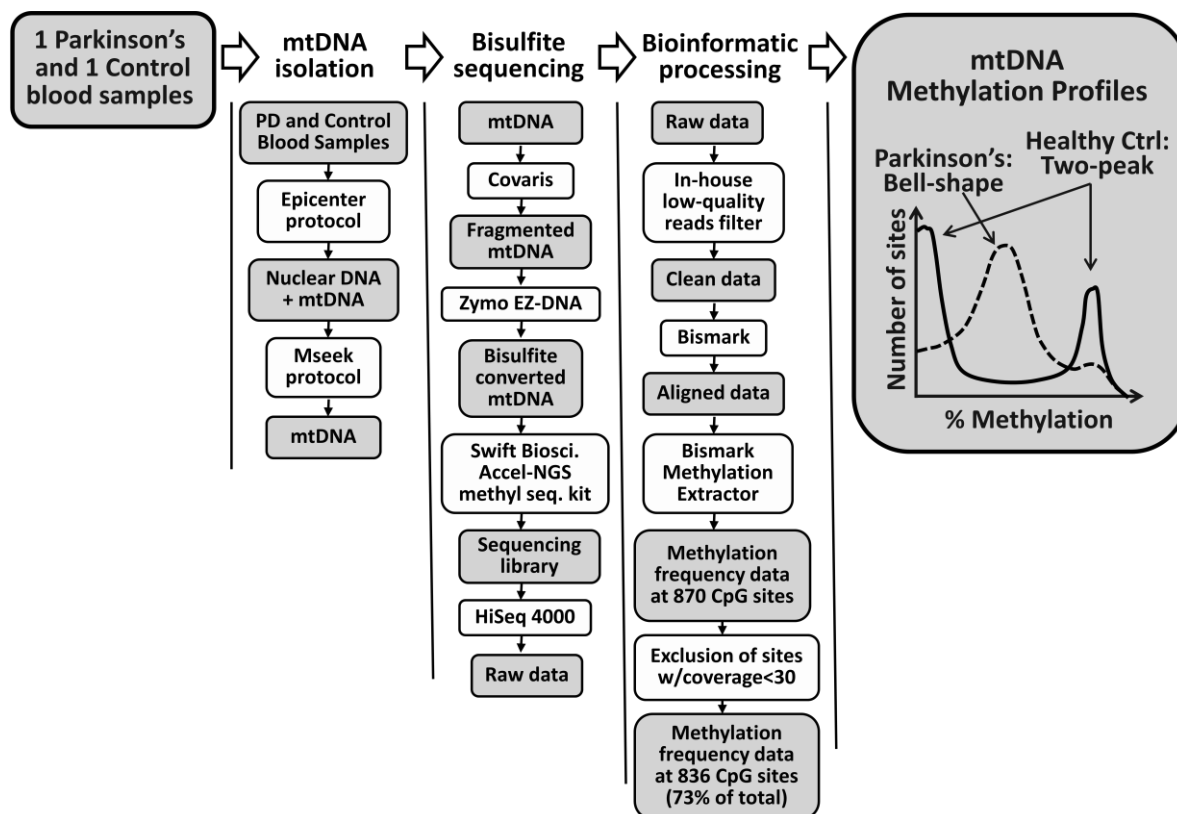 1 Parkinson's
and 1 Control
blood samples
mtDNA
isolation
PD and Control
Blood Samples
Epicenter
protocol
Nuclear DNA
+ mtDNA
Mseek
protocol
mtDNA
Bisulfite
sequencing
mtDNA
Covaris
Fragmented
mtDNA
Zymo EZ-DNA
Bisulfite
converted
mtDNA
Swift Biosci.
Accel-NGS
methyl seq. kit
Sequencing
library
HiSeq 4000
Raw data
Bioinformatic
processing
Raw data
In-house
low-quality
reads filter
Clean data
Bismark
Aligned data
Bismark
Methylation
Extractor
Methylation
frequency data
at 870 CpG sites
Exclusion of sites
w/coverage<30
Methylation
frequency data
at 836 CpG sites
(73% of total)
mtDNA
Methylation Profiles
Healthy Ctrl:
Two-peak
Parkinson's:
Bell-shape
Number of sites
% Methylation